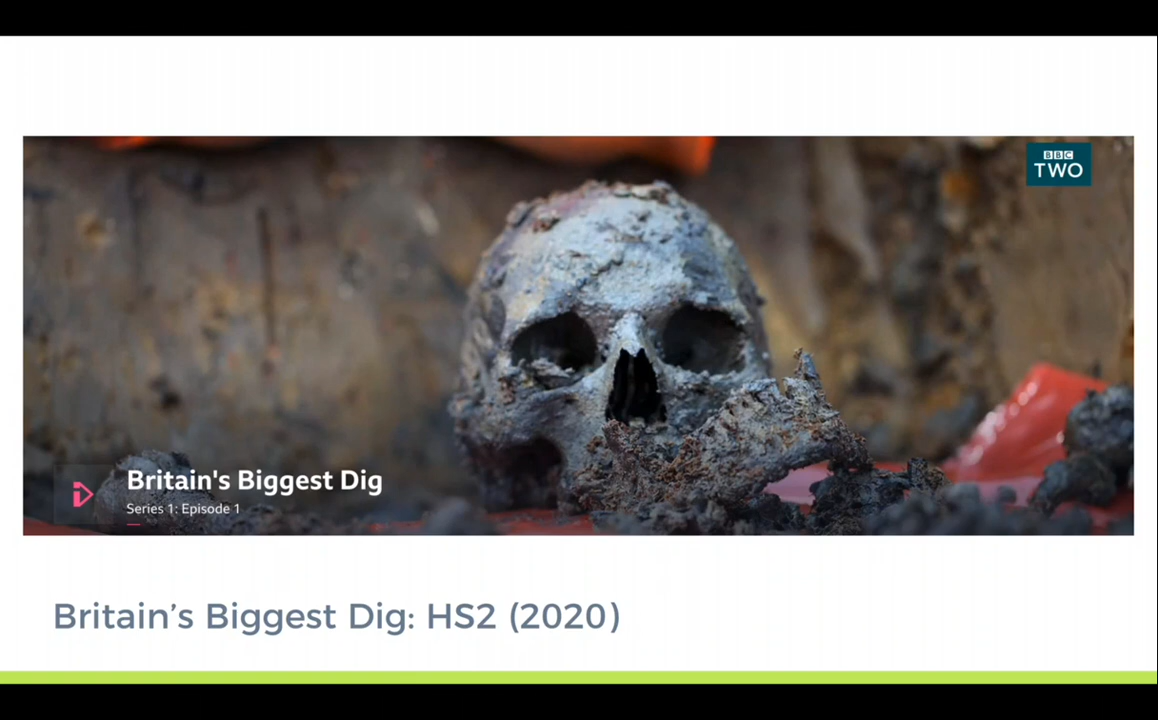 BBC
TWO
Britain's Biggest Dig
Series 1: Episode 1
Britain’s Biggest Dig: HS2 (2020)